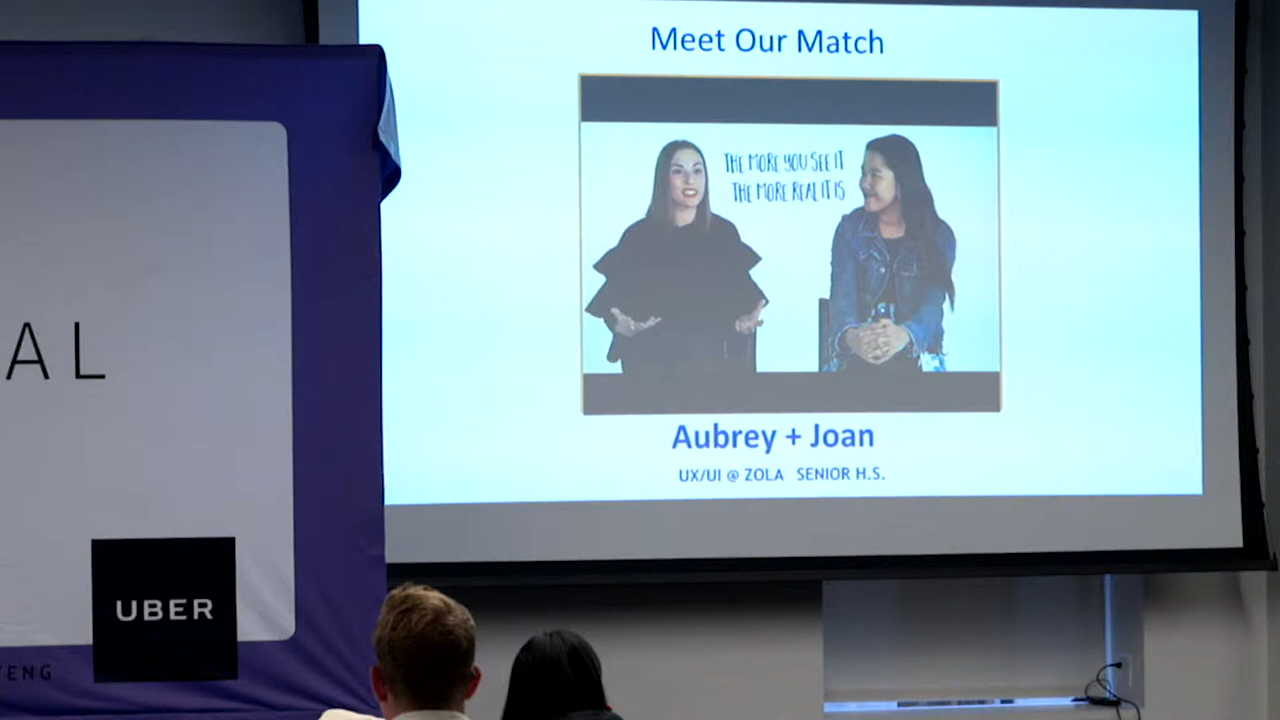 Meet Our Match
THE MORE YOU SEE IT
THE MORE REAL IT IS
Aubrey + Joan
UX/UI @ ZOLA SENIOR H.S.
AL
UBER
ENG